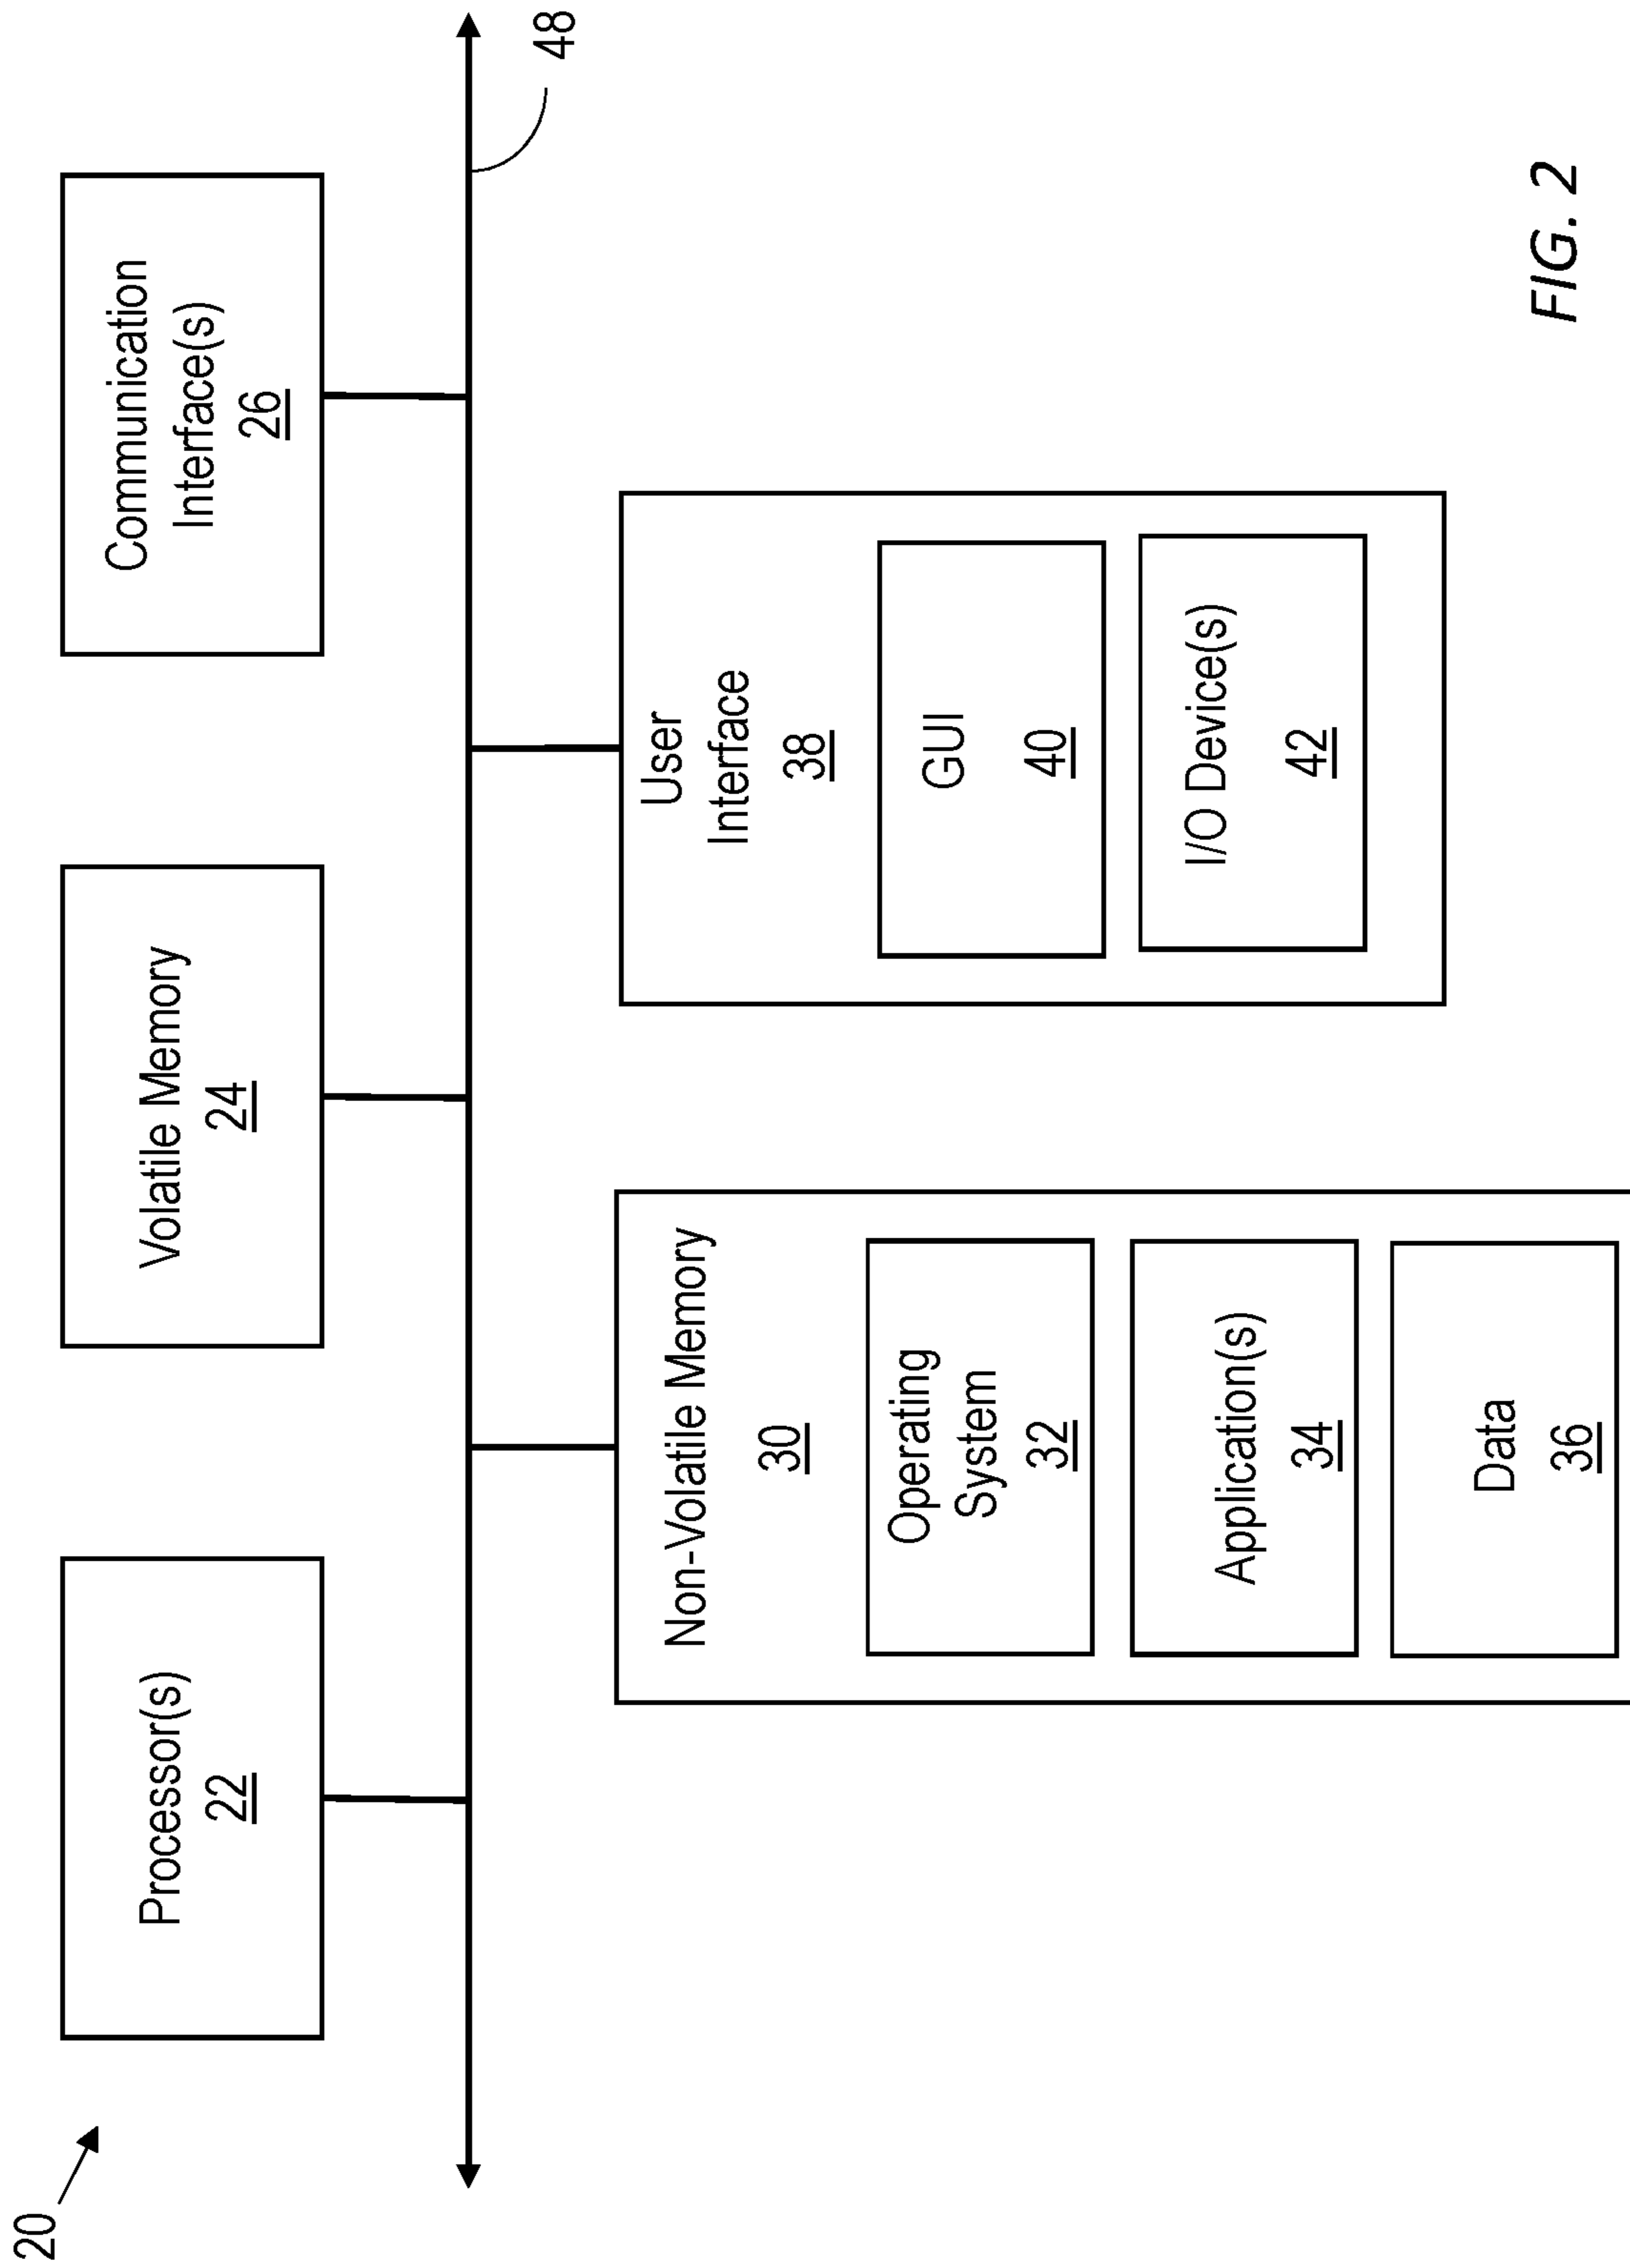 20
Processor(s)
22
Volatile Memory
24
Communication
Interface(s)
26
48
Non-Volatile Memory
30
Operating
System
32
Application(s)
34
Data
36
User
Interface
38
GUI
40
I/O Device(s)
42
FIG. 2